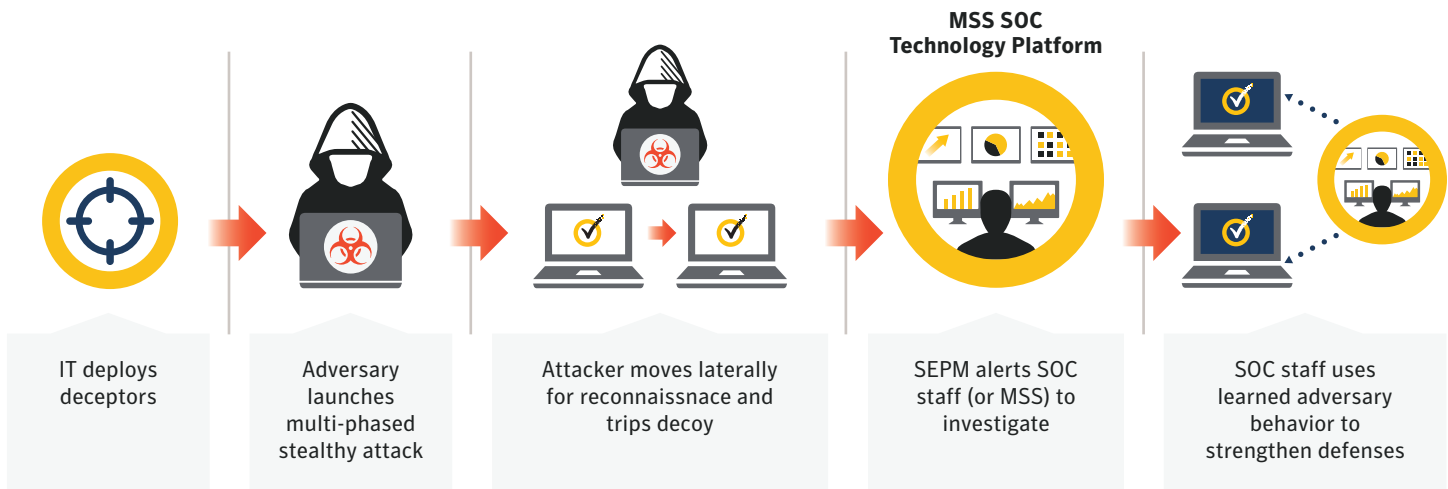 MSS SOC
Technology Platform
IT deploys
deceptors
Adversary
launches
multi-phased
stealthy attack
Attacker moves laterally
for reconnaissnace and
trips decoy
SEPM alerts SOC
staff (or MSS) to
investigate
SOC staff uses
learned adversary
behavior to
strengthen defenses